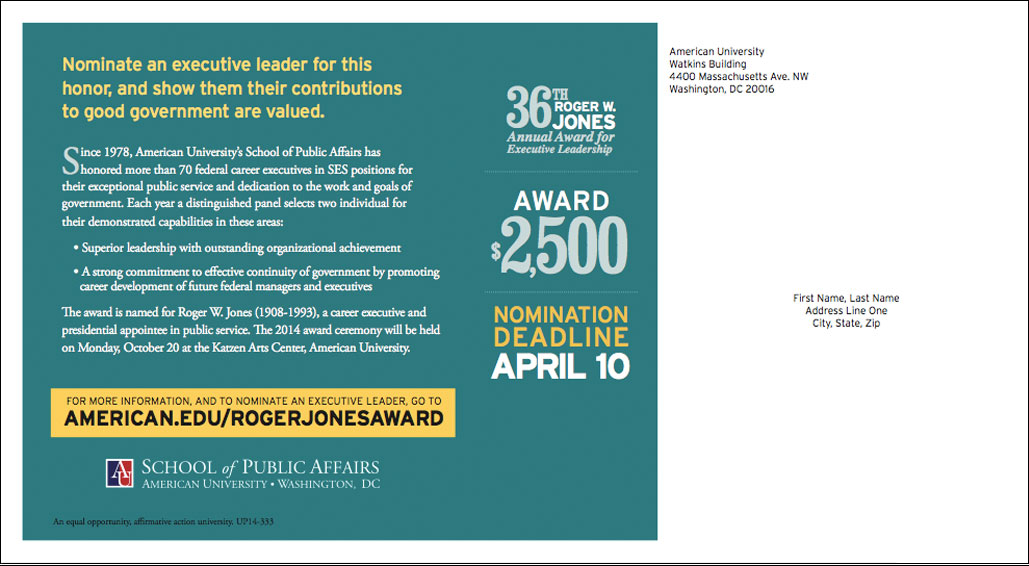 Nominate an executive leader for this
honor, and show them their contributions
to good government are valued.
Since 1978, American University's School of Public Affairs has
honored more than 70 federal career executives in SES positions for
their exceptional public service and dedication to the work and goals of
government. Each year a distinguished panel selects two individual for
their demonstrated capabilities in these areas:
• Superior leadership with outstanding organizational achievement
• A strong commitment to effective continuity of government by promoting
career development of future federal managers and executives
The award is named for Roger W. Jones (1908-1993), a career executive and
presidential appointee in public service. The 2014 award ceremony will be held
on Monday, October 20 at the Katzen Arts Center, American University.
FOR MORE INFORMATION, AND TO NOMINATE AN EXECUTIVE LEADER, GO TO
AMERICAN.EDU/ROGERJONESAWARD
AU
SCHOOL of PUBLIC AFFAIRS
AMERICAN UNIVERSITY • WASHINGTON, DC
An equal opportunity, affirmative action university. UP14-333
36TH
ROGER W.
JONES
Annual Award for
Executive Leadership
AWARD
$2,500
NOMINATION
DEADLINE
APRIL 10
American University
Watkins Building
4400 Massachusetts Ave. NW
Washington, DC 20016
First Name, Last Name
Address Line One
City, State, Zip